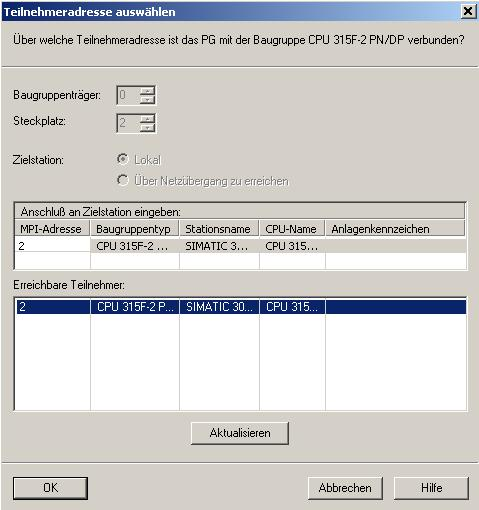 Teilnehmeradresse auswählen
Über welche Teilnehmeradresse ist das PG mit der Baugruppe CPU 315F-2 PN/DP verbunden?
Baugruppenträger: 0
Steckplatz: 2
Zielstation: Lokal
Über Netzübergang zu erreichen
Anschluß an Zielstation eingeben:
MPI-Adresse Baugruppentyp Stationsname CPU-Name Anlagenkennzeichen
2 CPU 315F-2 ... SIMATIC 3... CPU 315...
Erreichbare Teilnehmer:
2 CPU 315F-2 P... SIMATIC 30... CPU 315...
Aktualisieren
OK Abbrechen Hilfe